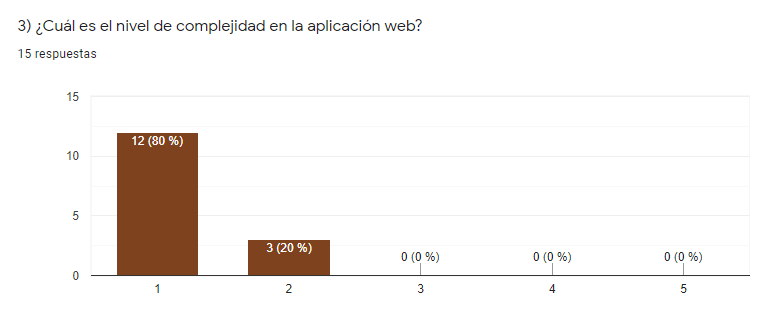 3) ¿Cuál es el nivel de complejidad en la aplicación web?
15 respuestas
15
10
5
0
12 (80 %)
3 (20 %)
0 (0 %)
0 (0 %)
0 (0 %)
1
2
3
4
5